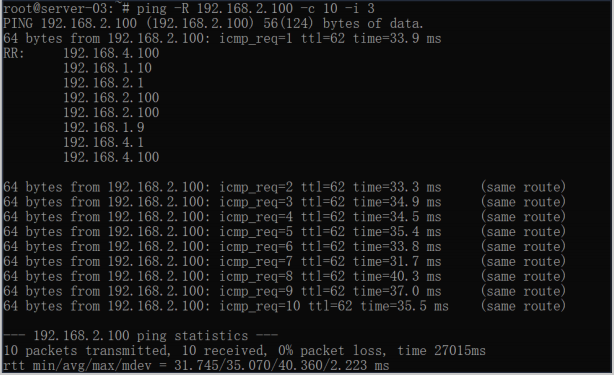 root@server-03:~# ping -R 192.168.2.100 -c 10 -i 3
PING 192.168.2.100 (192.168.2.100) 56(124) bytes of data.
64 bytes from 192.168.2.100: icmp_req=1 ttl=62 time=33.9 ms
RR: 192.168.4.100
192.168.1.10
192.168.2.1
192.168.2.100
192.168.2.100
192.168.1.9
192.168.4.1
192.168.4.100
64 bytes from 192.168.2.100: icmp_req=2 ttl=62 time=33.3 ms (same route)
64 bytes from 192.168.2.100: icmp_req=3 ttl=62 time=34.9 ms (same route)
64 bytes from 192.168.2.100: icmp_req=4 ttl=62 time=34.5 ms (same route)
64 bytes from 192.168.2.100: icmp_req=5 ttl=62 time=35.4 ms (same route)
64 bytes from 192.168.2.100: icmp_req=6 ttl=62 time=33.8 ms (same route)
64 bytes from 192.168.2.100: icmp_req=7 ttl=62 time=31.7 ms (same route)
64 bytes from 192.168.2.100: icmp_req=8 ttl=62 time=40.3 ms (same route)
64 bytes from 192.168.2.100: icmp_req=9 ttl=62 time=37.0 ms (same route)
64 bytes from 192.168.2.100: icmp_req=10 ttl=62 time=35.5 ms (same route)
--- 192.168.2.100 ping statistics ---
10 packets transmitted, 10 received, 0% packet loss, time 27015ms
rtt min/avg/max/mdev = 31.745/35.070/40.360/2.223 ms